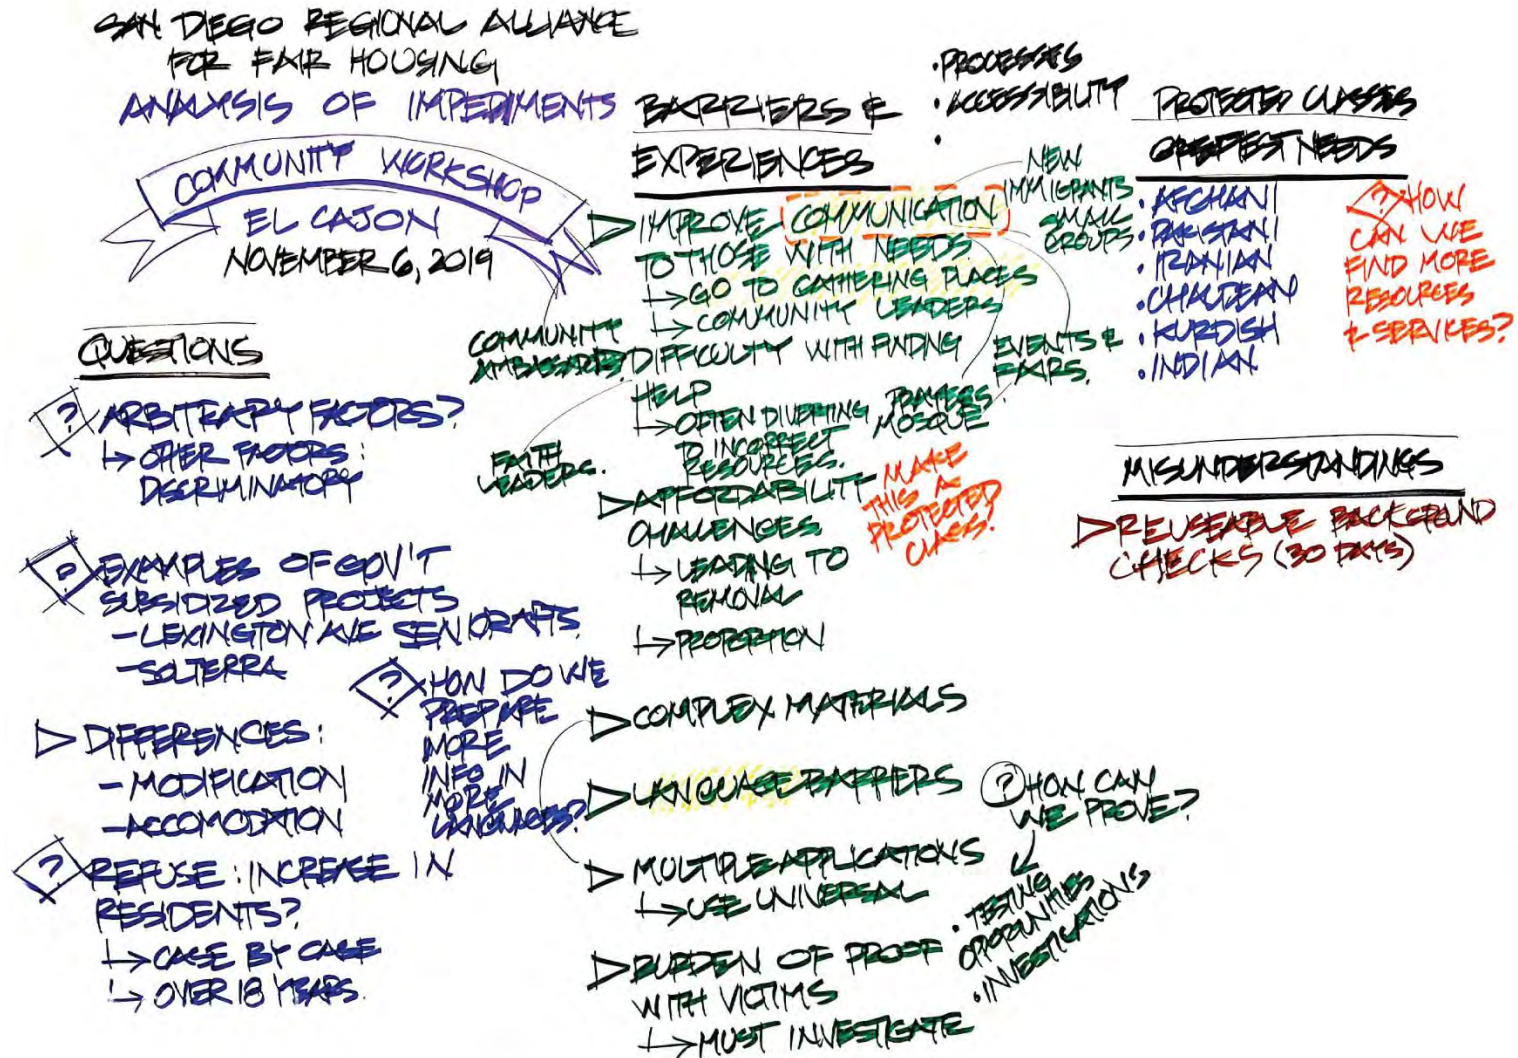 SAN DIEGO REGIONAL ALLIANCE
FOR FAIR HOUSING
ANALYSIS OF IMPEDIMENTS
COMMUNITY WORKSHOP
EL CAJON
NOVEMBER 6, 2019
QUESTIONS
? ARBITRARY FACTORS?
↳ OTHER FACTORS:
DISCRIMINATORY
? EXAMPLES OF GOV'T
SUBSIDIZED PROJECTS
- LEXINGTON AVE SENIOR APTS.
- SOLTERRA
▷ DIFFERENCES:
- MODIFICATION
- ACCOMODATION
? REFUSE: INCREASE IN
RESIDENTS?
↳ CASE BY CASE
↳ OVER 18 YEARS.
? HOW DO WE
PREPARE
MORE
INFO IN
MORE
LANGUAGES?
BARRIERS &
EXPERIENCES
• PROCESSES
• ACCESSIBILITY
•
▷ IMPROVE COMMUNICATION
TO THOSE WITH NEEDS
↳ GO TO GATHERING PLACES
↳ COMMUNITY LEADERS
NEW
IMMIGRANTS
SMALL
GROUPS
COMMUNITY
AMBASSADORS
EVENTS &
FAIRS.
PRAYERS
MOSQUE
FAITH
LEADERS.
DIFFICULTY WITH FINDING
HELP
↳ OFTEN DIVERTING
TO INCORRECT
RESOURCES.
▷ AFFORDABILITY
CHALLENGES
↳ LEADING TO
REMOVAL
↳ PROPORTION
MAKE
THIS A
PROTECTED
CLASS!
▷ COMPLEX MATERIALS
▷ LANGUAGE BARRIERS
▷ MULTIPLE APPLICATIONS
↳ USE UNIVERSAL
▷ BURDEN OF PROOF
WITH VICTIMS
↳ MUST INVESTIGATE
? HOW CAN
WE PROVE?
• TESTING
OPPORTUNITIES
• INVESTIGATIONS
PROTECTED CLASSES
GREATEST NEEDS
• AFGHANI
• PAKISTANI
• IRANIAN
• CHALDEAN
• KURDISH
• INDIAN
? HOW
CAN WE
FIND MORE
RESOURCES
& SERVICES?
MISUNDERSTANDINGS
▷ REUSEABLE BACKGROUND
CHECKS (30 DAYS)